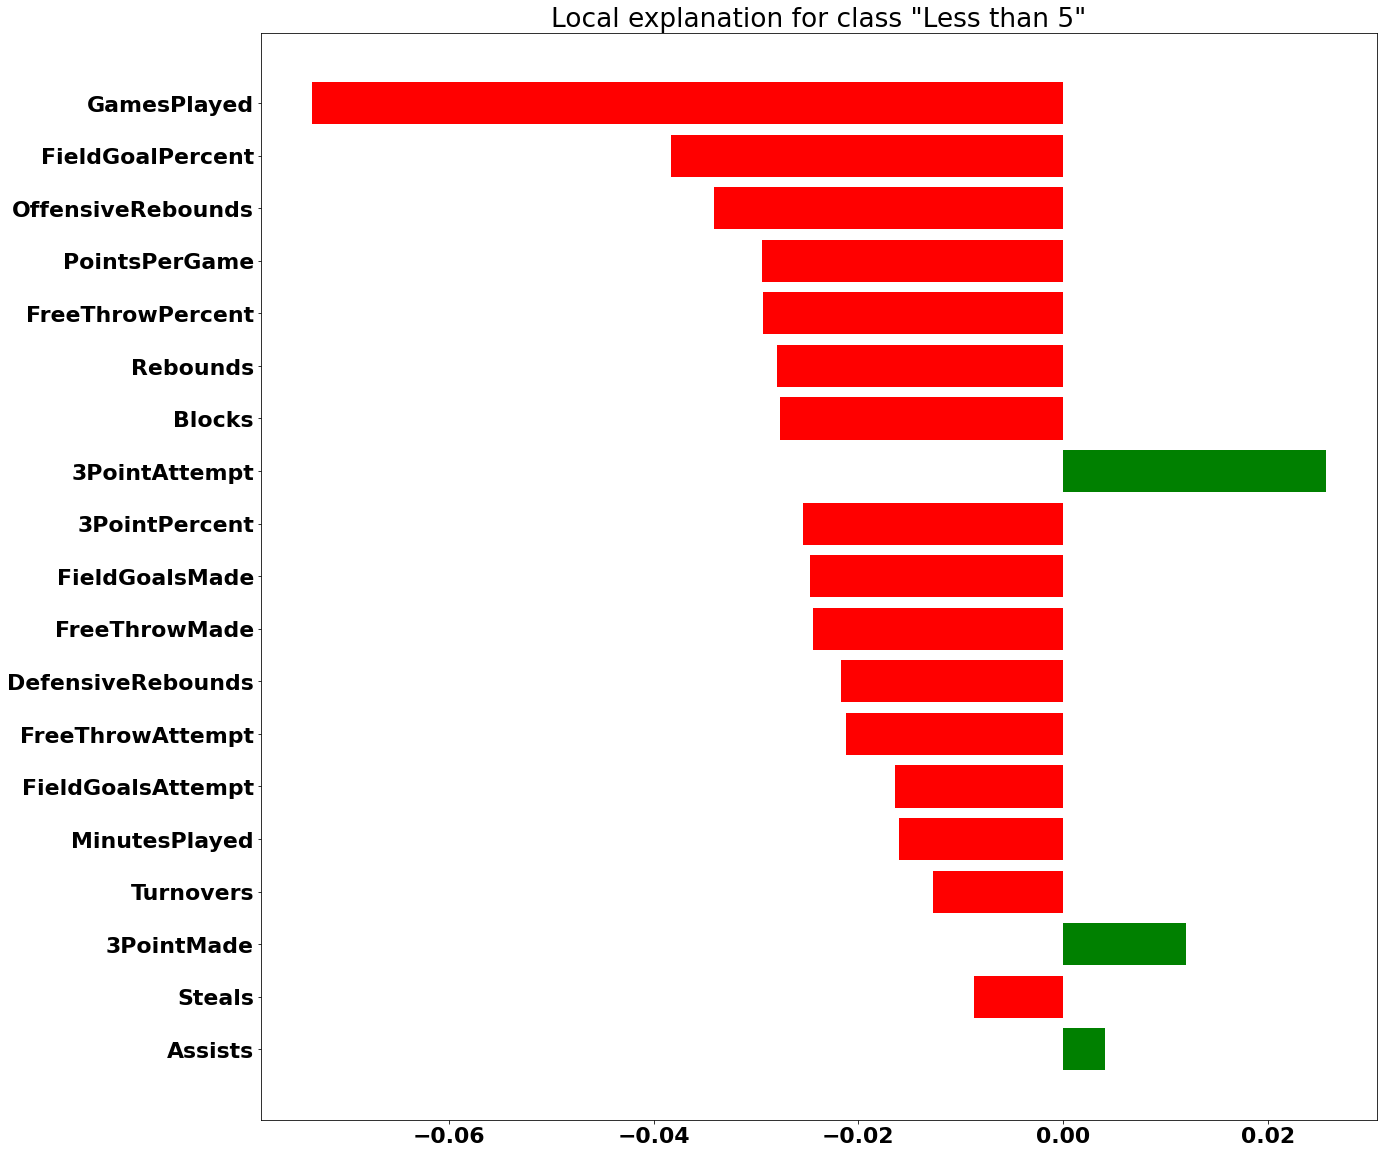 Local explanation for class "Less than 5"
GamesPlayed
FieldGoalPercent
OffensiveRebounds
PointsPerGame
FreeThrowPercent
Rebounds
Blocks
3PointAttempt
3PointPercent
FieldGoalsMade
FreeThrowMade
DefensiveRebounds
FreeThrowAttempt
FieldGoalsAttempt
MinutesPlayed
Turnovers
3PointMade
Steals
Assists
−0.06 −0.04 −0.02 0.00 0.02